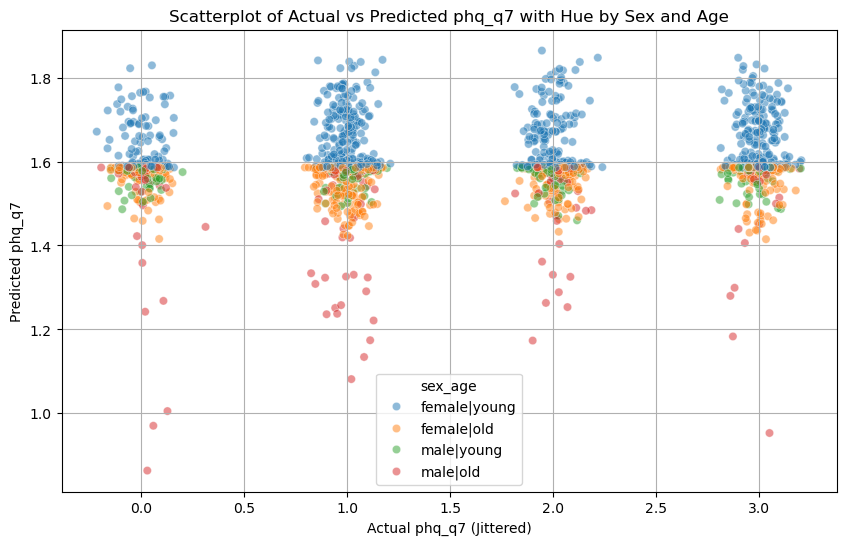 Scatterplot of Actual vs Predicted phq_q7 with Hue by Sex and Age
Predicted phq_q7
1.8
1.6
1.4
1.2
1.0
sex_age
female|young
female|old
male|young
male|old
0.0
0.5
1.0
1.5
2.0
2.5
3.0
Actual phq_q7 (Jittered)